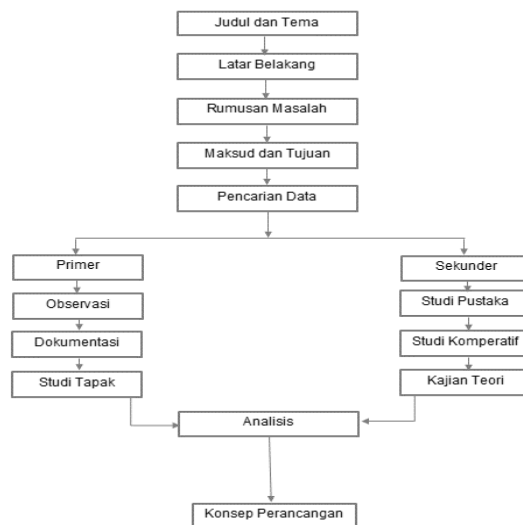 Judul dan Tema
Latar Belakang
Rumusan Masalah
Maksud dan Tujuan
Pencarian Data
Primer
Observasi
Dokumentasi
Studi Tapak
Sekunder
Studi Pustaka
Studi Komperatif
Kajian Teori
Analisis
Konsep Perancangan